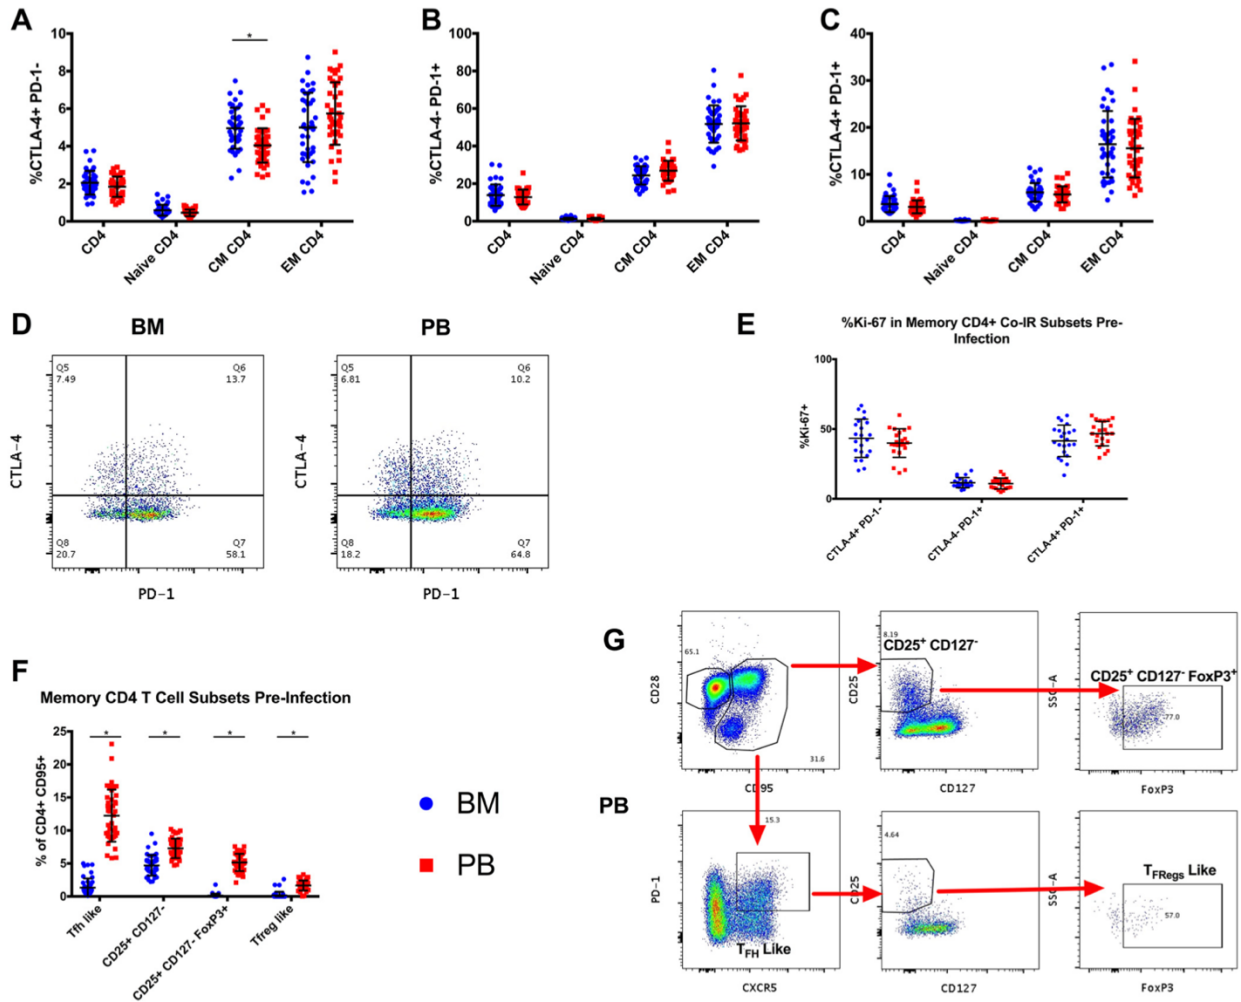 A
%CTLA-4+ PD-1-
10
8
6
4
2
0
*
CD4
Naive CD4
CM CD4
EM CD4
B
%CTLA-4- PD-1+
100
80
60
40
20
0
CD4
Naive CD4
CM CD4
EM CD4
C
%CTLA-4+ PD-1+
40
30
20
10
0
CD4
Naive CD4
CM CD4
EM CD4
D
BM
Q5
7.49
Q6
13.7
Q8
20.7
Q7
58.1
CTLA-4
PD-1
PB
Q5
6.81
Q6
10.2
Q8
18.2
Q7
64.8
CTLA-4
PD-1
E
%Ki-67 in Memory CD4+ Co-IR Subsets Pre-
Infection
%Ki-67+
100
50
0
CTLA-4+ PD-1-
CTLA-4- PD-1+
CTLA-4+ PD-1+
F
Memory CD4 T Cell Subsets Pre-Infection
% of CD4+ CD95+
25
20
15
10
5
0
*
*
*
*
Tfh like
CD25+ CD127-
CD25+ CD127- FoxP3+
Tfreg like
BM
PB
G
65.1
31.6
CD28
CD95
8.19
CD25⁺ CD127⁻
CD25
CD127
CD25⁺ CD127⁻ FoxP3⁺
77.0
SSC-A
FoxP3
PB
15.3
PD-1
TFH Like
CXCR5
4.64
CD25
CD127
TFRegs Like
57.0
SSC-A
FoxP3